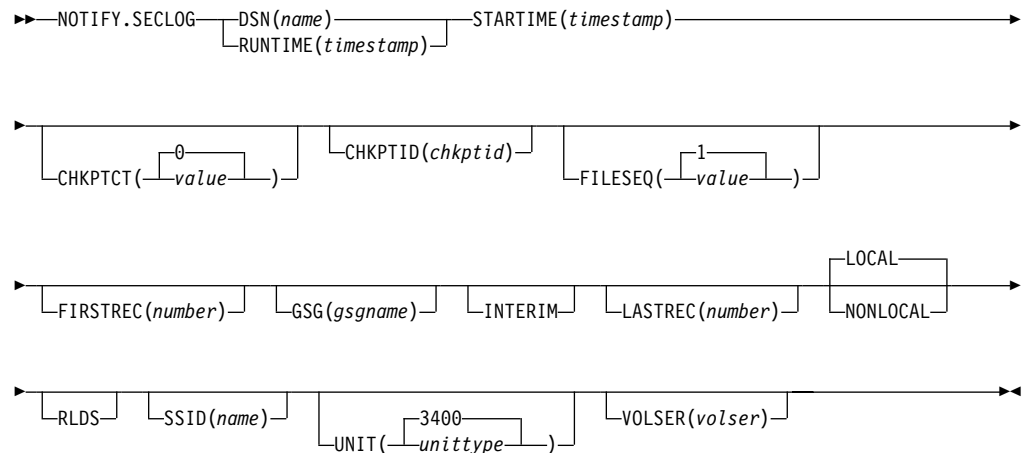 NOTIFY.SECLOG DSN(name) STARTIME(timestamp)
RUNTIME(timestamp)
CHKPTCT( 0 value ) CHKPTID(chkptid) FILESEQ( 1 value )
LOCAL
FIRSTREC(number) GSG(gsgname) INTERIM LASTREC(number) NONLOCAL
RLDS SSID(name) UNIT( 3400 unittype ) VOLSER(volser)